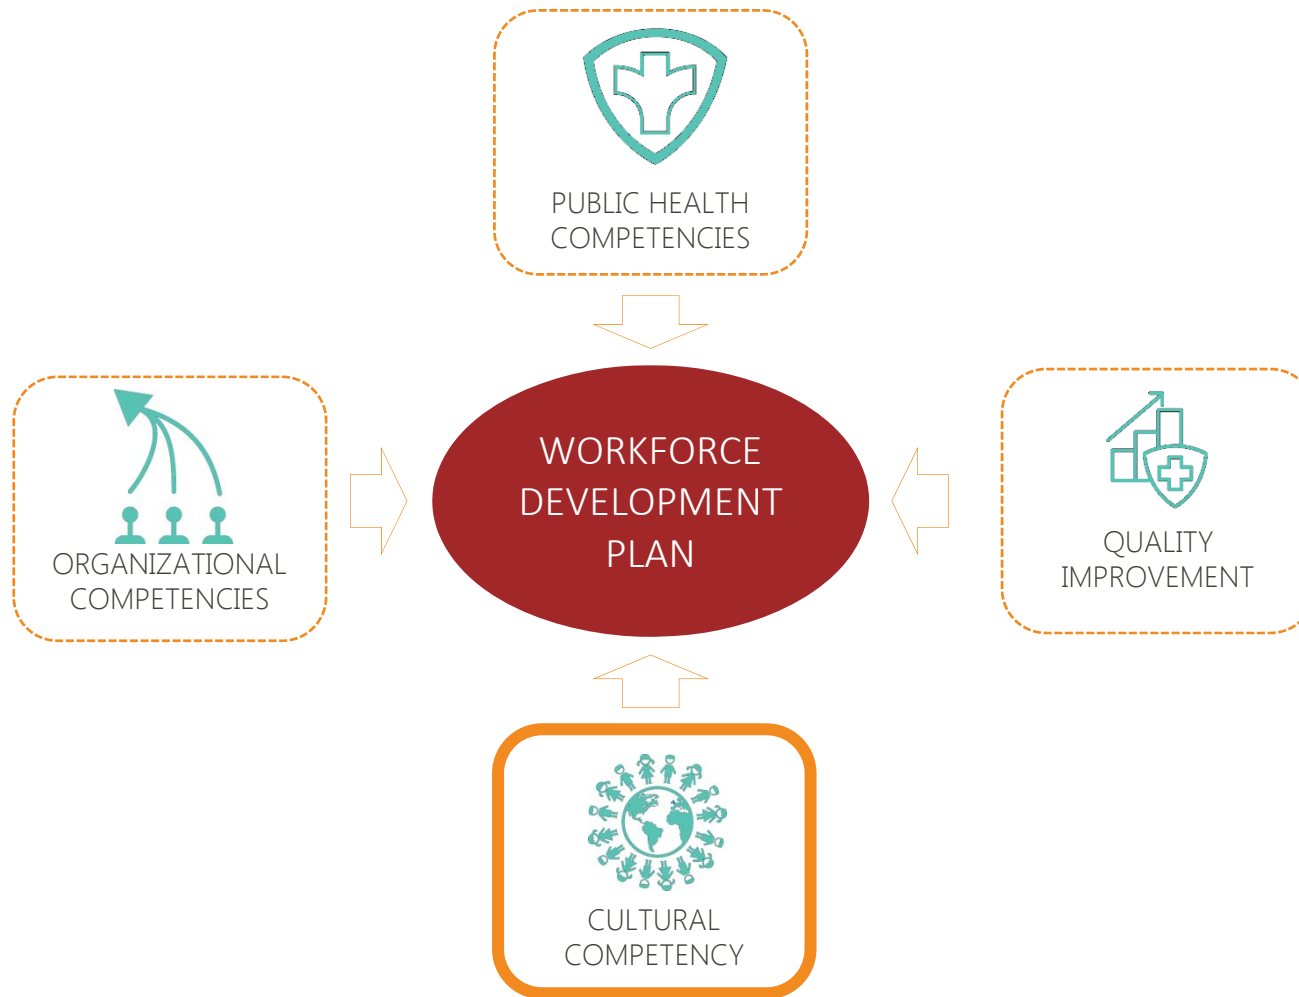 PUBLIC HEALTH
COMPETENCIES
WORKFORCE
DEVELOPMENT
PLAN
ORGANIZATIONAL
COMPETENCIES
QUALITY
IMPROVEMENT
CULTURAL
COMPETENCY